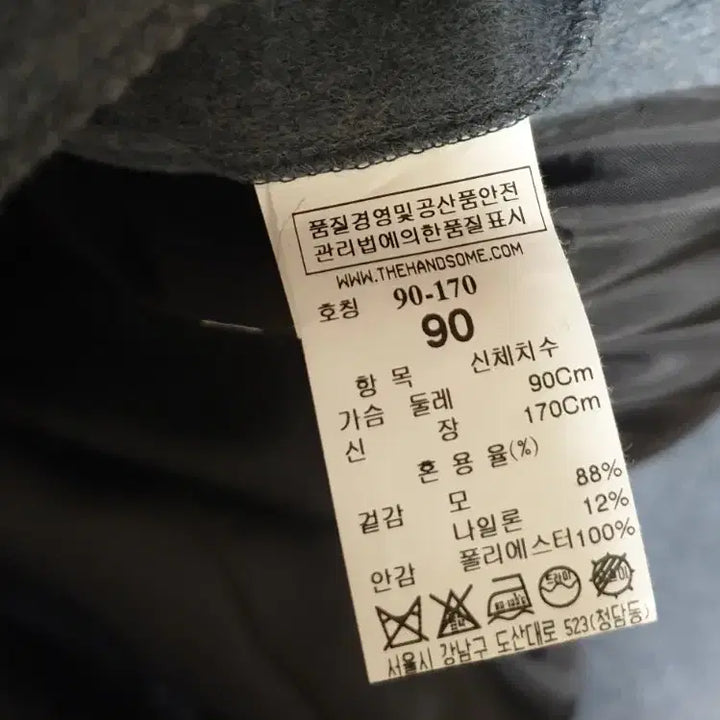 품질경영및공산품안전
관리법에의한품질표시
WWW.THEHANDSOME.COM
호칭 90-170
90
항 목 신체치수
가슴 둘레 90Cm
신 장 170Cm
혼 용 율(%)
겉감 모 88%
나일론 12%
안감 폴리에스터100%
드라이
서울시 강남구 도산대로 523(청담동)